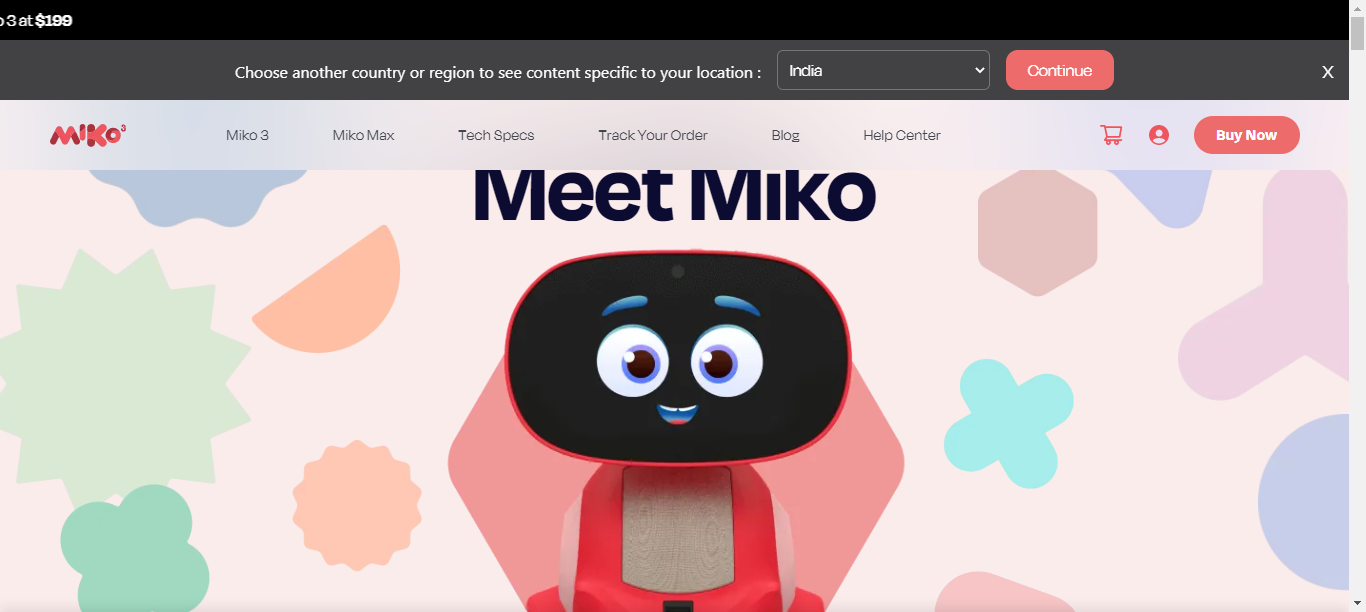 3 at $199
Choose another country or region to see content specific to your location :
India
Continue
X
MIKO3
Miko 3
Miko Max
Tech Specs
Track Your Order
Blog
Help Center
Buy Now
Meet Miko